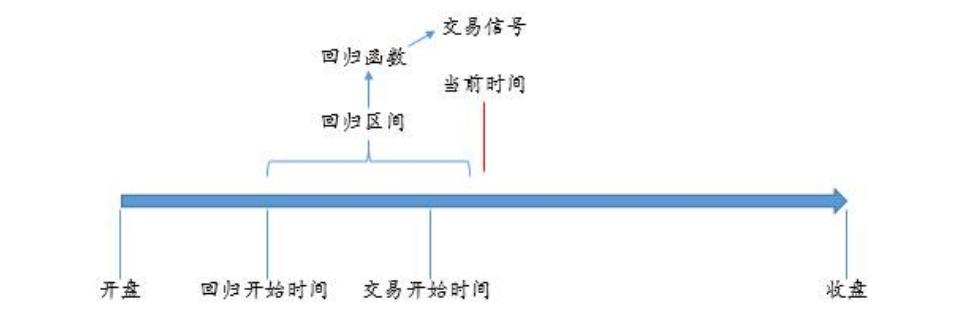 交易信号
回归函数
当前时间
回归区间
开盘
回归开始时间
交易开始时间
收盘